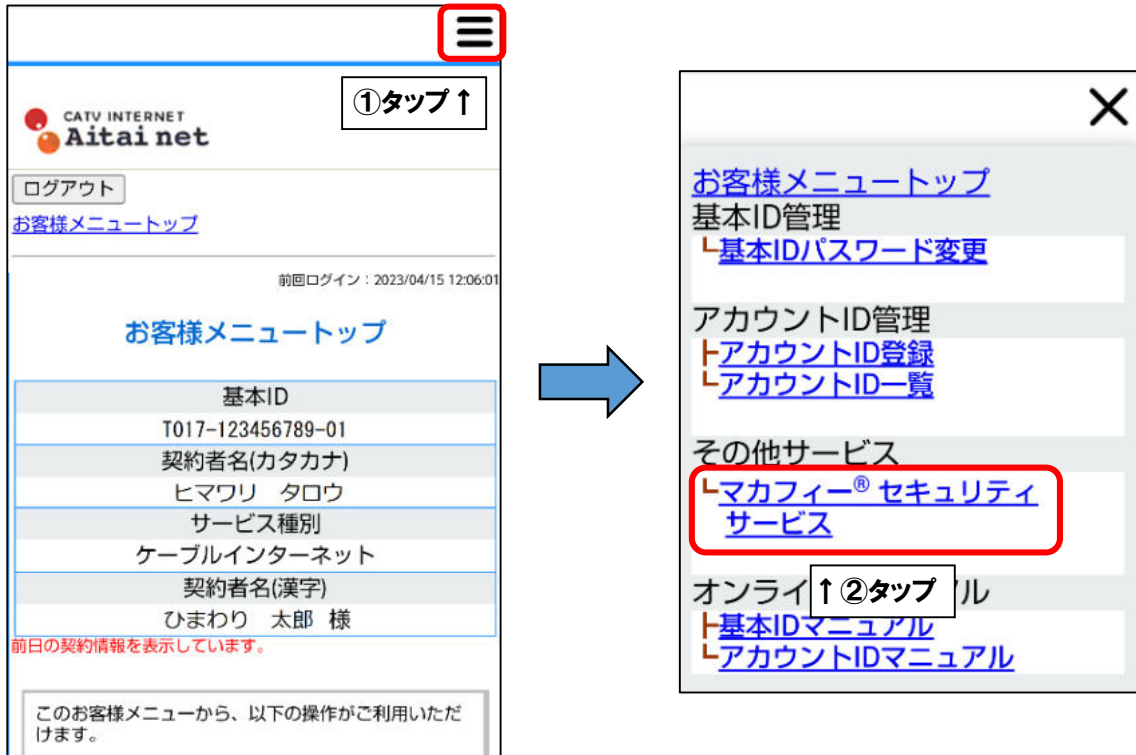 ①タップ↑
CATV INTERNET
Aitai net
ログアウト
お客様メニュートップ
前回ログイン：2023/04/15 12:06:01
お客様メニュートップ
基本ID
T017-123456789-01
契約者名(カタカナ)
ヒマワリ　タロウ
サービス種別
ケーブルインターネット
契約者名(漢字)
ひまわり　太郎 様
前日の契約情報を表示しています。
このお客様メニューから、以下の操作がご利用いただ
けます。
お客様メニュートップ
基本ID管理
基本IDパスワード変更
アカウントID管理
アカウントID登録
アカウントID一覧
その他サービス
マカフィー® セキュリティ
サービス
↑②タップ
オンライ ル
基本IDマニュアル
アカウントIDマニュアル